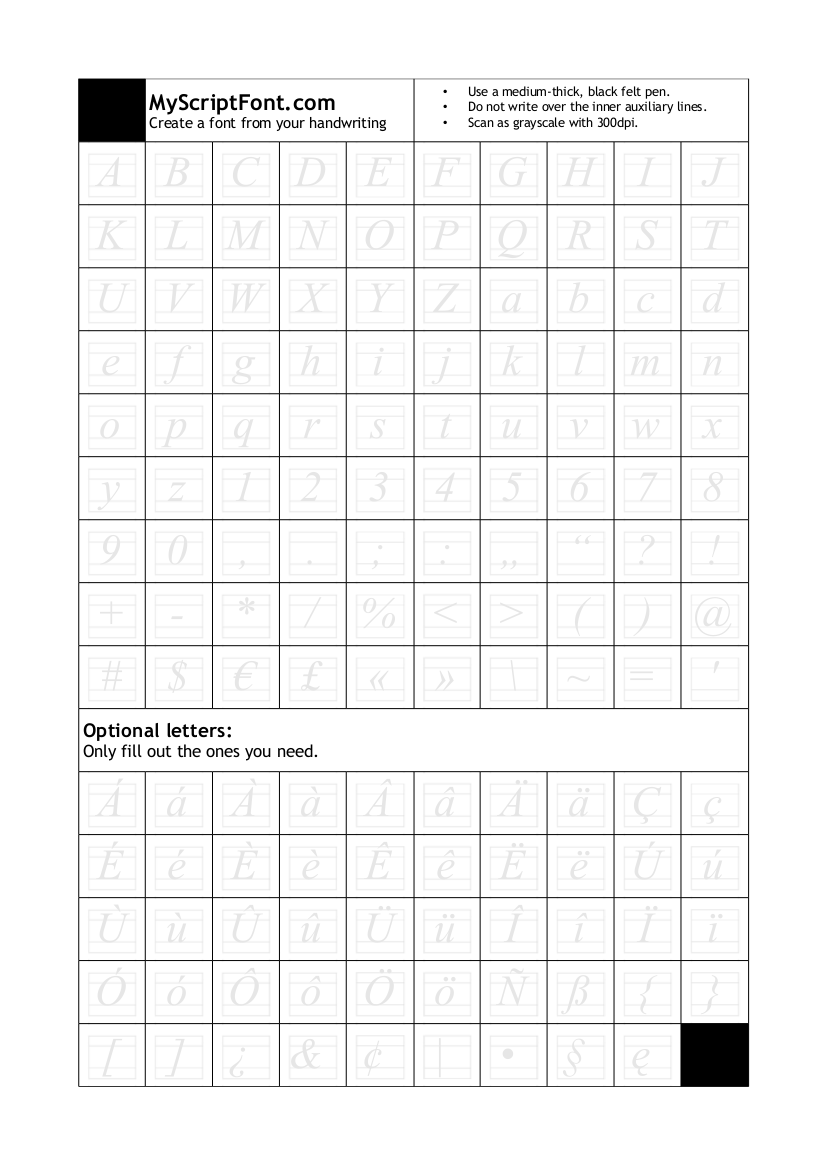 MyScriptFont.com
Create a font from your handwriting
• Use a medium-thick, black felt pen.
• Do not write over the inner auxiliary lines.
• Scan as grayscale with 300dpi.
A B C D E F G H I J
K L M N O P Q R S T
U V W X Y Z a b c d
e f g h i j k l m n
o p q r s t u v w x
y z 1 2 3 4 5 6 7 8
9 0 , . ; : „ “ ? !
+ - * / % < > ( ) @
# $ € £ « » \ ~ = '
Optional letters:
Only fill out the ones you need.
Á á À à Â â Ä ä Ç ç
É é È è Ê ê Ë ë Ú ú
Ù ù Û û Ü ü Î î Ï ï
Ó ó Ô ô Ö ö Ñ ß { }
[ ] ¿ & ¢ | • § ę